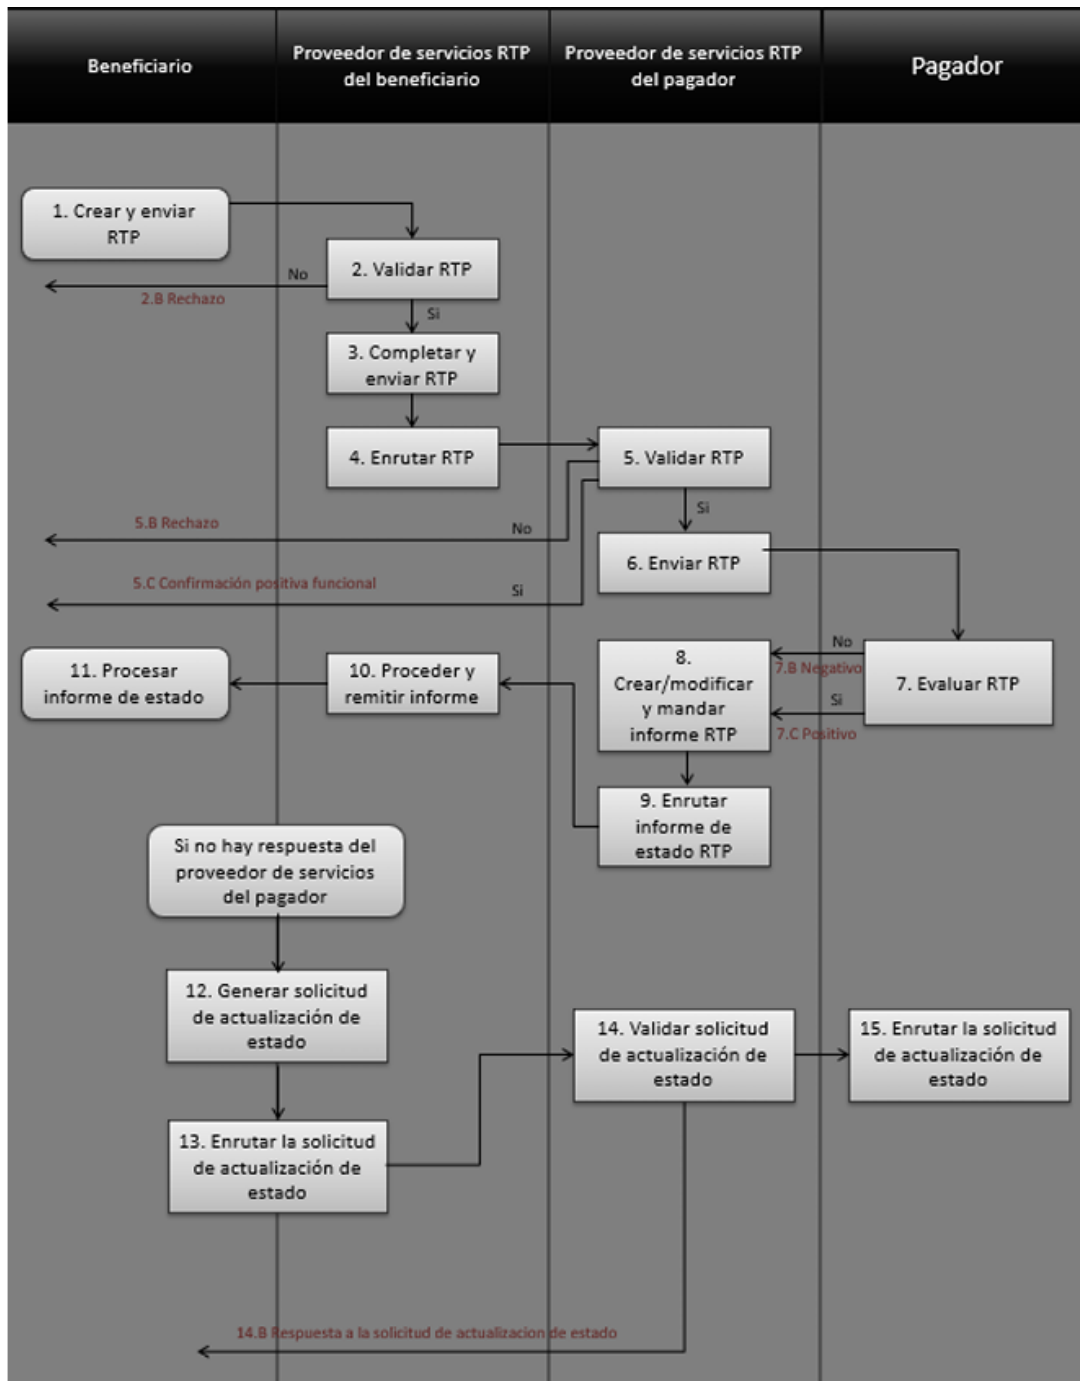 Beneficiario
Proveedor de servicios RTP
del beneficiario
Proveedor de servicios RTP
del pagador
Pagador
1. Crear y enviar
RTP
2. Validar RTP
No
2.B Rechazo
Si
3. Completar y
enviar RTP
4. Enrutar RTP
5. Validar RTP
5.B Rechazo
No
Si
6. Enviar RTP
5.C Confirmación positiva funcional
Si
7. Evaluar RTP
No
7.B Negativo
Si
7.C Positivo
8.
Crear/modificar
y mandar
informe RTP
10. Proceder y
remitir informe
11. Procesar
informe de estado
9. Enrutar
informe de
estado RTP
Si no hay respuesta del
proveedor de servicios
del pagador
12. Generar solicitud
de actualización de
estado
13. Enrutar la solicitud
de actualización de
estado
14. Validar solicitud
de actualización de
estado
15. Enrutar la solicitud
de actualización de
estado
14.B Respuesta a la solicitud de actualizacion de estado